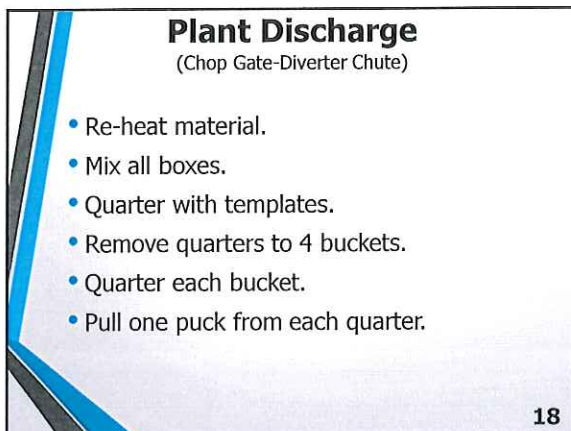 Plant Discharge
(Chop Gate-Diverter Chute)
• Re-heat material.
• Mix all boxes.
• Quarter with templates.
• Remove quarters to 4 buckets.
• Quarter each bucket.
• Pull one puck from each quarter.
18